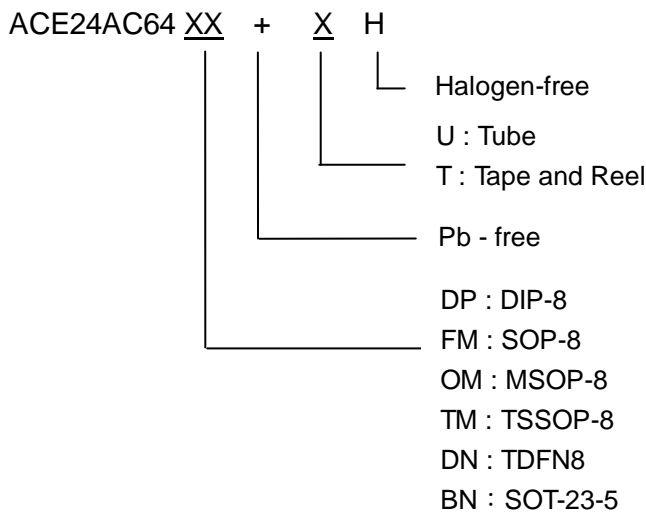 ACE24AC64 XX + X H
Halogen-free
U : Tube
T : Tape and Reel
Pb - free
DP : DIP-8
FM : SOP-8
OM : MSOP-8
TM : TSSOP-8
DN : TDFN8
BN：SOT-23-5